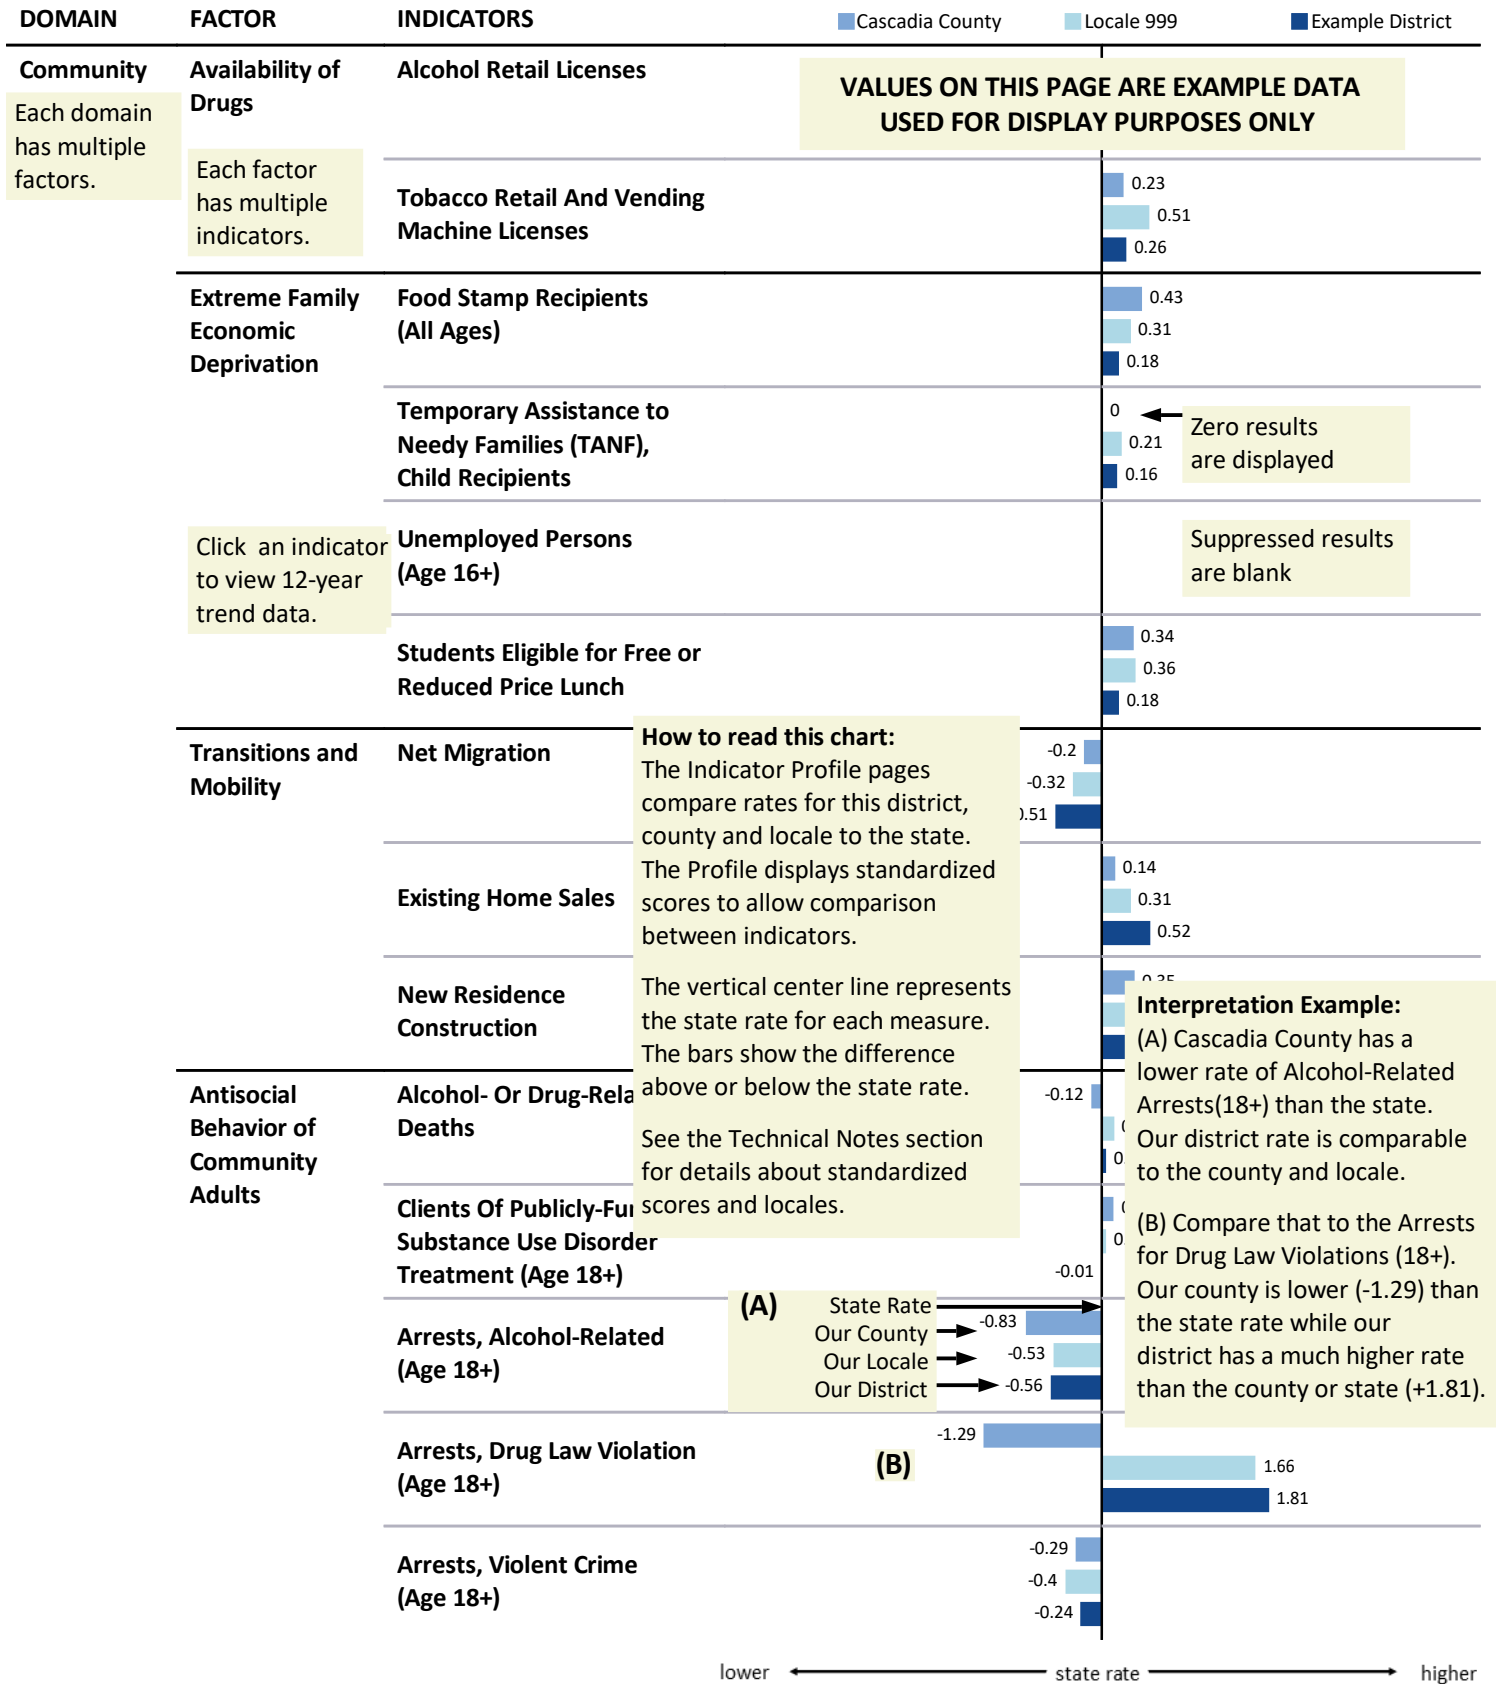 DOMAIN FACTOR INDICATORS Cascadia County Locale 999 Example District
Community
Each domain
has multiple
factors.
Availability of
Drugs
Each factor
has multiple
indicators.
Alcohol Retail Licenses
VALUES ON THIS PAGE ARE EXAMPLE DATA
USED FOR DISPLAY PURPOSES ONLY
Tobacco Retail And Vending
Machine Licenses
0.23
0.51
0.26
Extreme Family
Economic
Deprivation
Food Stamp Recipients
(All Ages)
0.43
0.31
0.18
Temporary Assistance to
Needy Families (TANF),
Child Recipients
0
0.21
0.16
Zero results
are displayed
Click an indicator
to view 12-year
trend data.
Unemployed Persons
(Age 16+)
Suppressed results
are blank
Students Eligible for Free or
Reduced Price Lunch
0.34
0.36
0.18
Transitions and
Mobility
Net Migration
-0.2
-0.32
.51
How to read this chart:
The Indicator Profile pages
compare rates for this district,
county and locale to the state.
The Profile displays standardized
scores to allow comparison
between indicators.
The vertical center line represents
the state rate for each measure.
The bars show the difference
above or below the state rate.
See the Technical Notes section
for details about standardized
scores and locales.
Existing Home Sales
0.14
0.31
0.52
New Residence
Construction
Interpretation Example:
(A) Cascadia County has a
lower rate of Alcohol-Related
Arrests(18+) than the state.
Our district rate is comparable
to the county and locale.
(B) Compare that to the Arrests
for Drug Law Violations (18+).
Our county is lower (-1.29) than
the state rate while our
district has a much higher rate
than the county or state (+1.81).
Antisocial
Behavior of
Community
Adults
Alcohol- Or Drug-Rela
Deaths
-0.12
Clients Of Publicly-Fu
Substance Use Disorder
Treatment (Age 18+)
-0.01
Arrests, Alcohol-Related
(Age 18+)
(A) State Rate
Our County -0.83
Our Locale -0.53
Our District -0.56
Arrests, Drug Law Violation
(Age 18+)
(B)
-1.29
1.66
1.81
Arrests, Violent Crime
(Age 18+)
-0.29
-0.4
-0.24
lower state rate higher